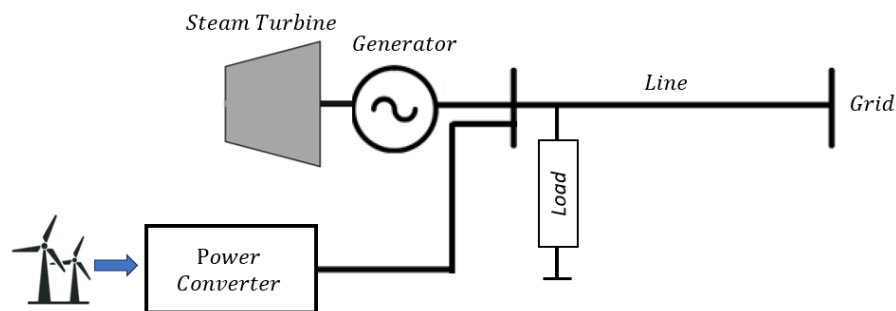 Steam Turbine
Generator
Line
Grid
Load
Power
Converter